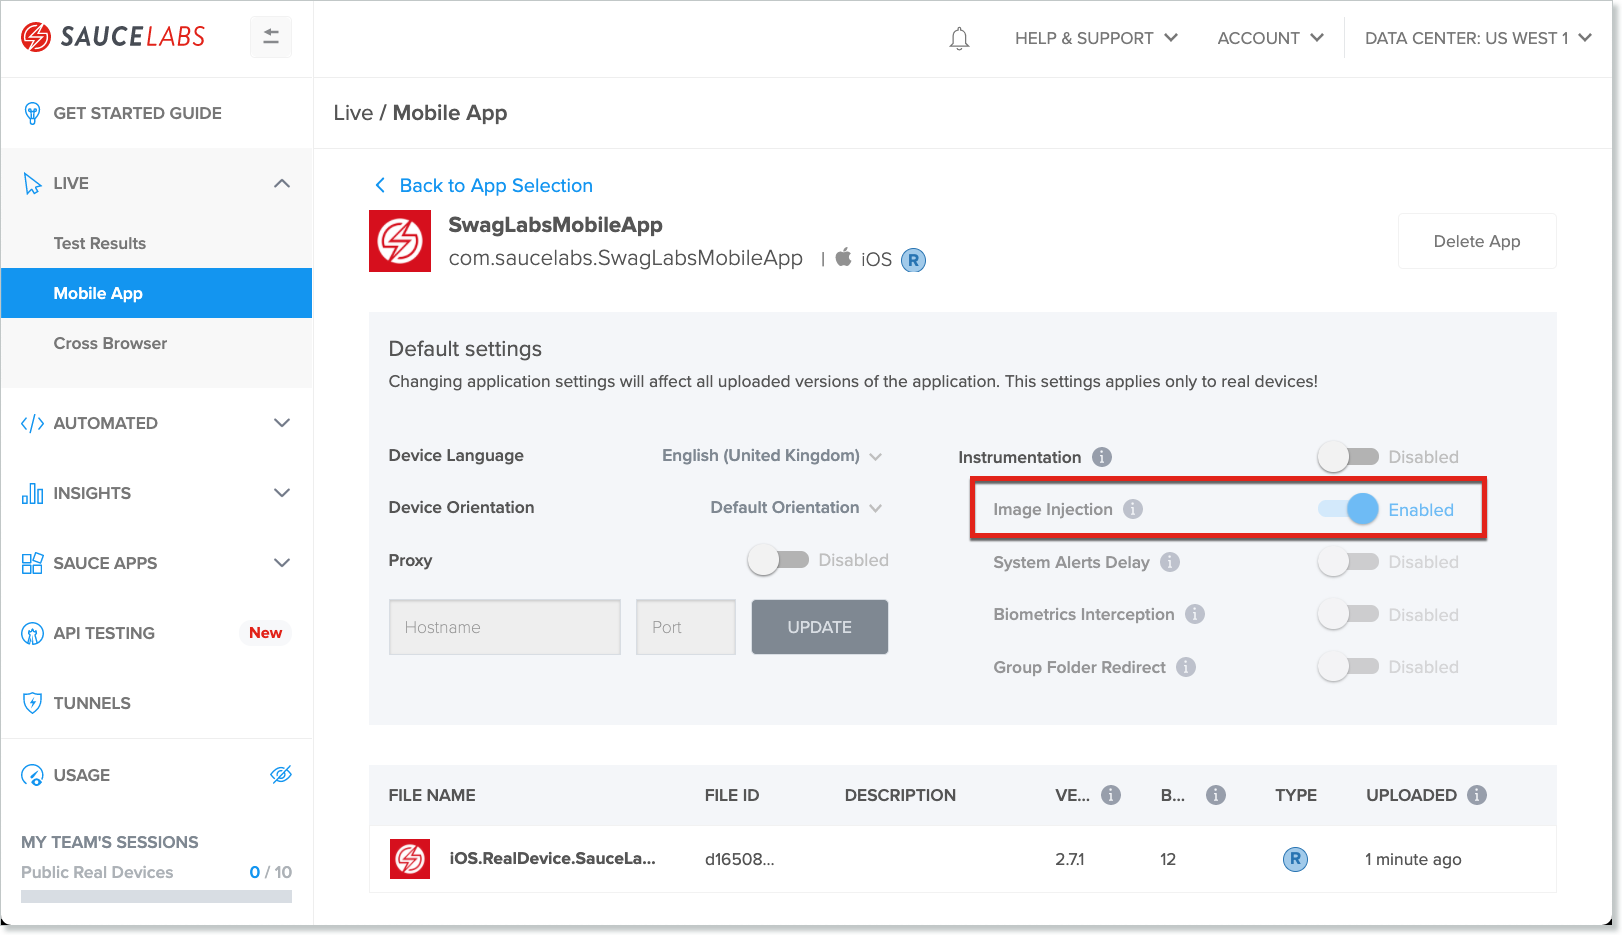 SAUCELABS
HELP & SUPPORT
ACCOUNT
DATA CENTER: US WEST 1
GET STARTED GUIDE
LIVE
Test Results
Mobile App
Cross Browser
AUTOMATED
INSIGHTS
SAUCE APPS
API TESTING New
TUNNELS
USAGE
MY TEAM'S SESSIONS
Public Real Devices 0 / 10
Live / Mobile App
Back to App Selection
SwagLabsMobileApp
com.saucelabs.SwagLabsMobileApp | iOS R
Delete App
Default settings
Changing application settings will affect all uploaded versions of the application. This settings applies only to real devices!
Device Language English (United Kingdom)
Device Orientation Default Orientation
Proxy Disabled
Hostname Port UPDATE
Instrumentation i Disabled
Image Injection i Enabled
System Alerts Delay i Disabled
Biometrics Interception i Disabled
Group Folder Redirect i Disabled
FILE NAME FILE ID DESCRIPTION VE... i B... i TYPE UPLOADED i
iOS.RealDevice.SauceLa... d16508... 2.7.1 12 R 1 minute ago